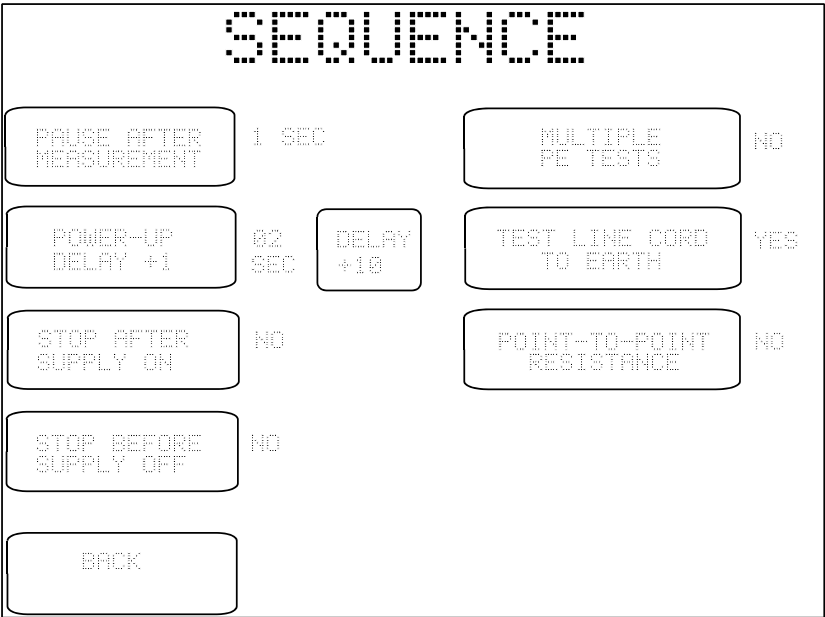 SEQUENCE
PAUSE AFTER
MEASUREMENT
1 SEC
MULTIPLE
PE TESTS
NO
POWER-UP
DELAY +1
02
SEC
DELAY
+10
TEST LINE CORD
TO EARTH
YES
STOP AFTER
SUPPLY ON
NO
POINT-TO-POINT
RESISTANCE
NO
STOP BEFORE
SUPPLY OFF
NO
BACK